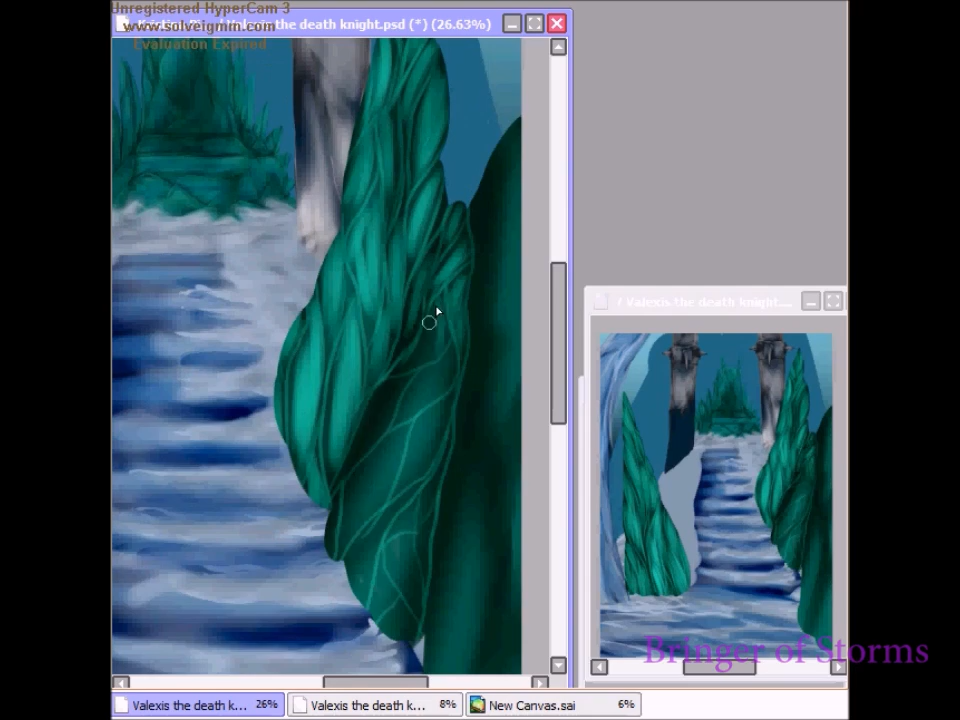 Unregistered HyperCam 3
www.solveigmm.com
Evaluation Expired
Valexis the death knight.psd (*) (26.63%)
/ Valexis the death knight....
Bringer of Storms
Valexis the death k... 26%
Valexis the death k... 8%
New Canvas.sai 6%